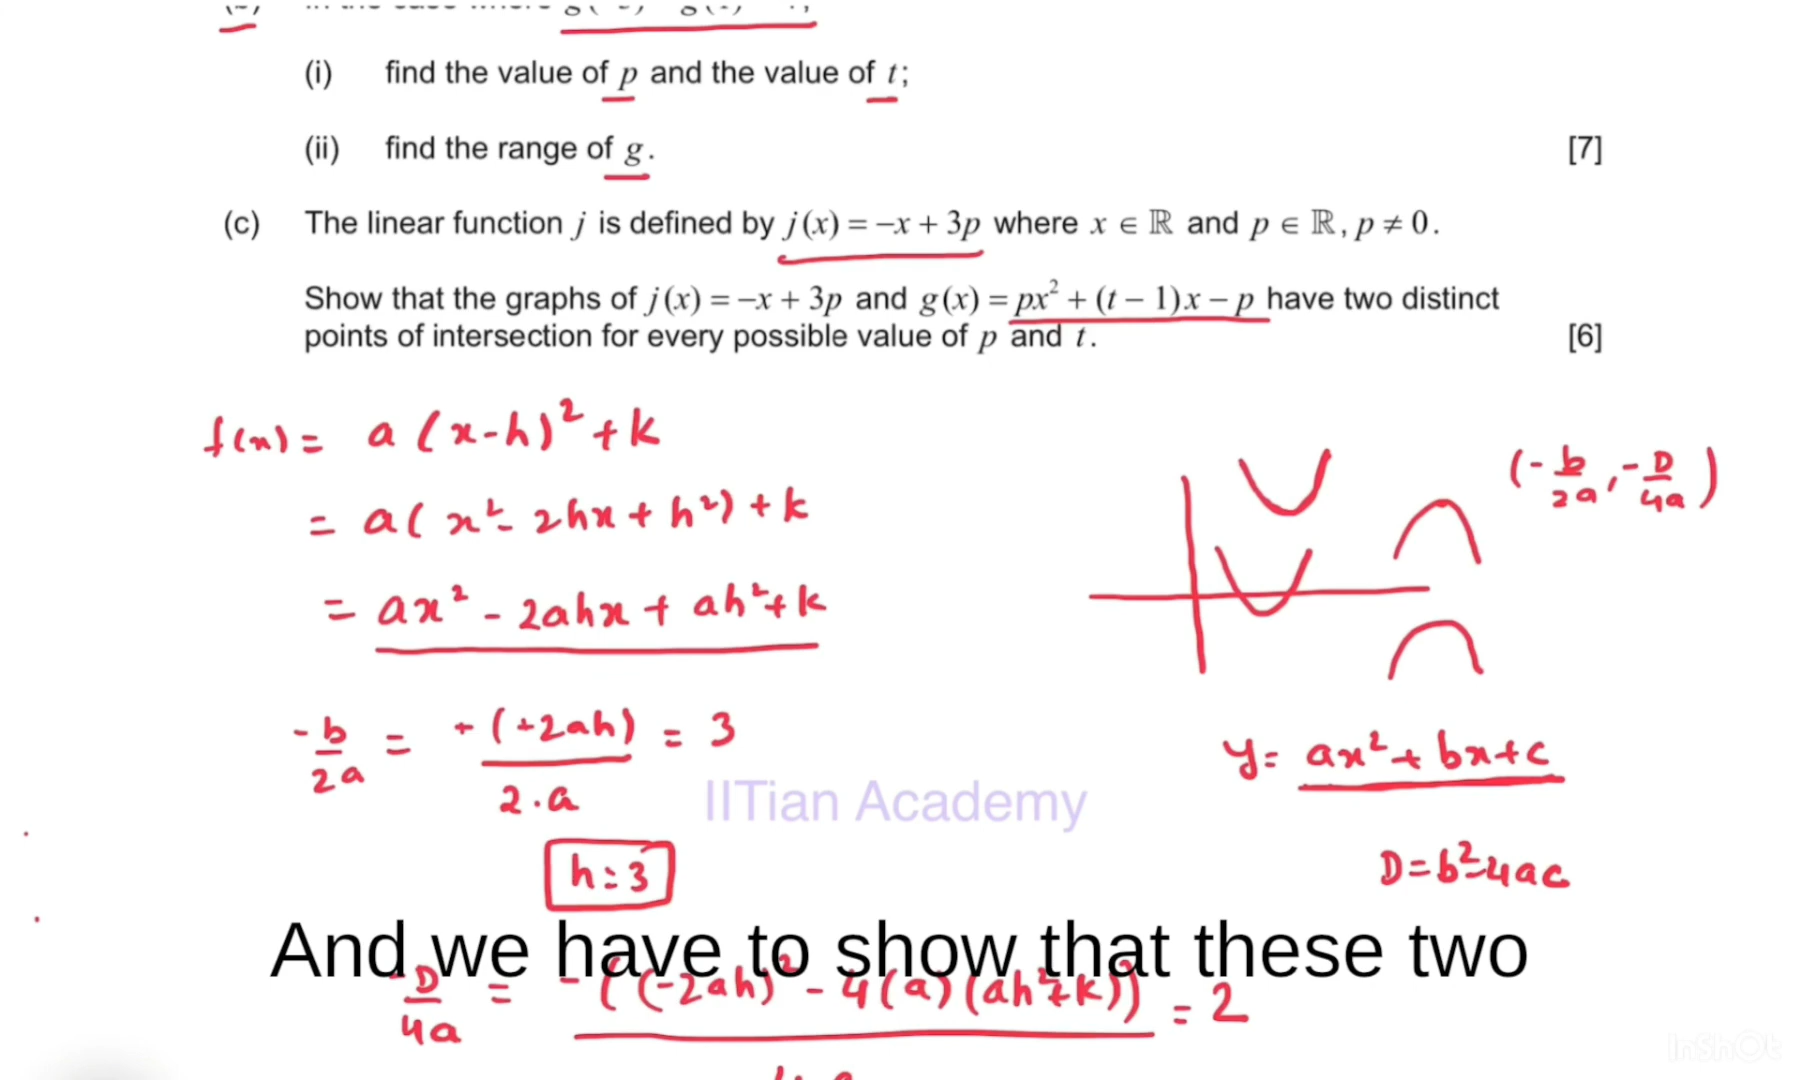 (i) find the value of p and the value of t;
(ii) find the range of g. [7]
(c) The linear function j is defined by j(x) = −x + 3p where x ∈ ℝ and p ∈ ℝ, p ≠ 0.
Show that the graphs of j(x) = −x + 3p and g(x) = px² + (t − 1)x − p have two distinct
points of intersection for every possible value of p and t. [6]
f(x) = a(x-h)² + k
= a(x² - 2hx + h²) + k
= ax² - 2ahx + ah² + k
(-b/2a, -D/4a)
-b/2a = +(+2ah)/2.a = 3
y = ax² + bx + c
IITian Academy
h = 3
D = b² - 4ac
And we have to show that these two
-D/4a = -((-2ah)² - 4(a)(ah² + k)) = 2
InShOt